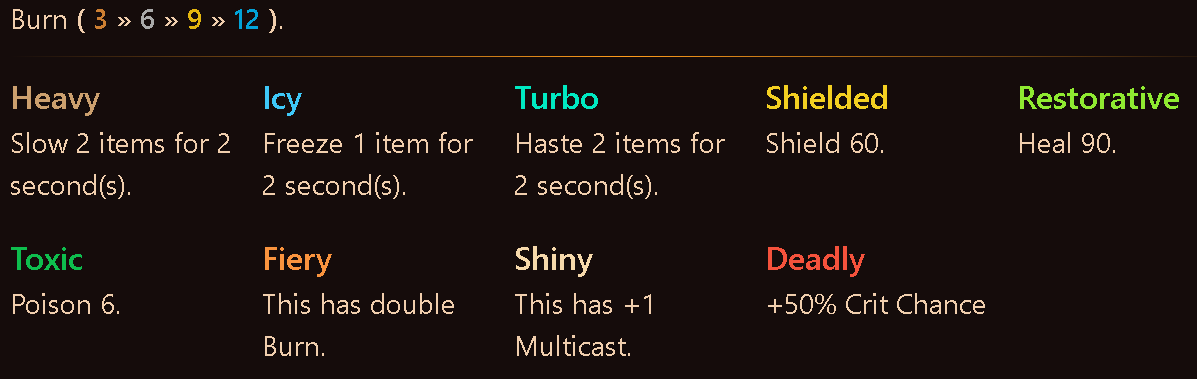 Burn ( 3 » 6 » 9 » 12 ).
Heavy
Slow 2 items for 2
second(s).
Icy
Freeze 1 item for
2 second(s).
Turbo
Haste 2 items for
2 second(s).
Shielded
Shield 60.
Restorative
Heal 90.
Toxic
Poison 6.
Fiery
This has double
Burn.
Shiny
This has +1
Multicast.
Deadly
+50% Crit Chance